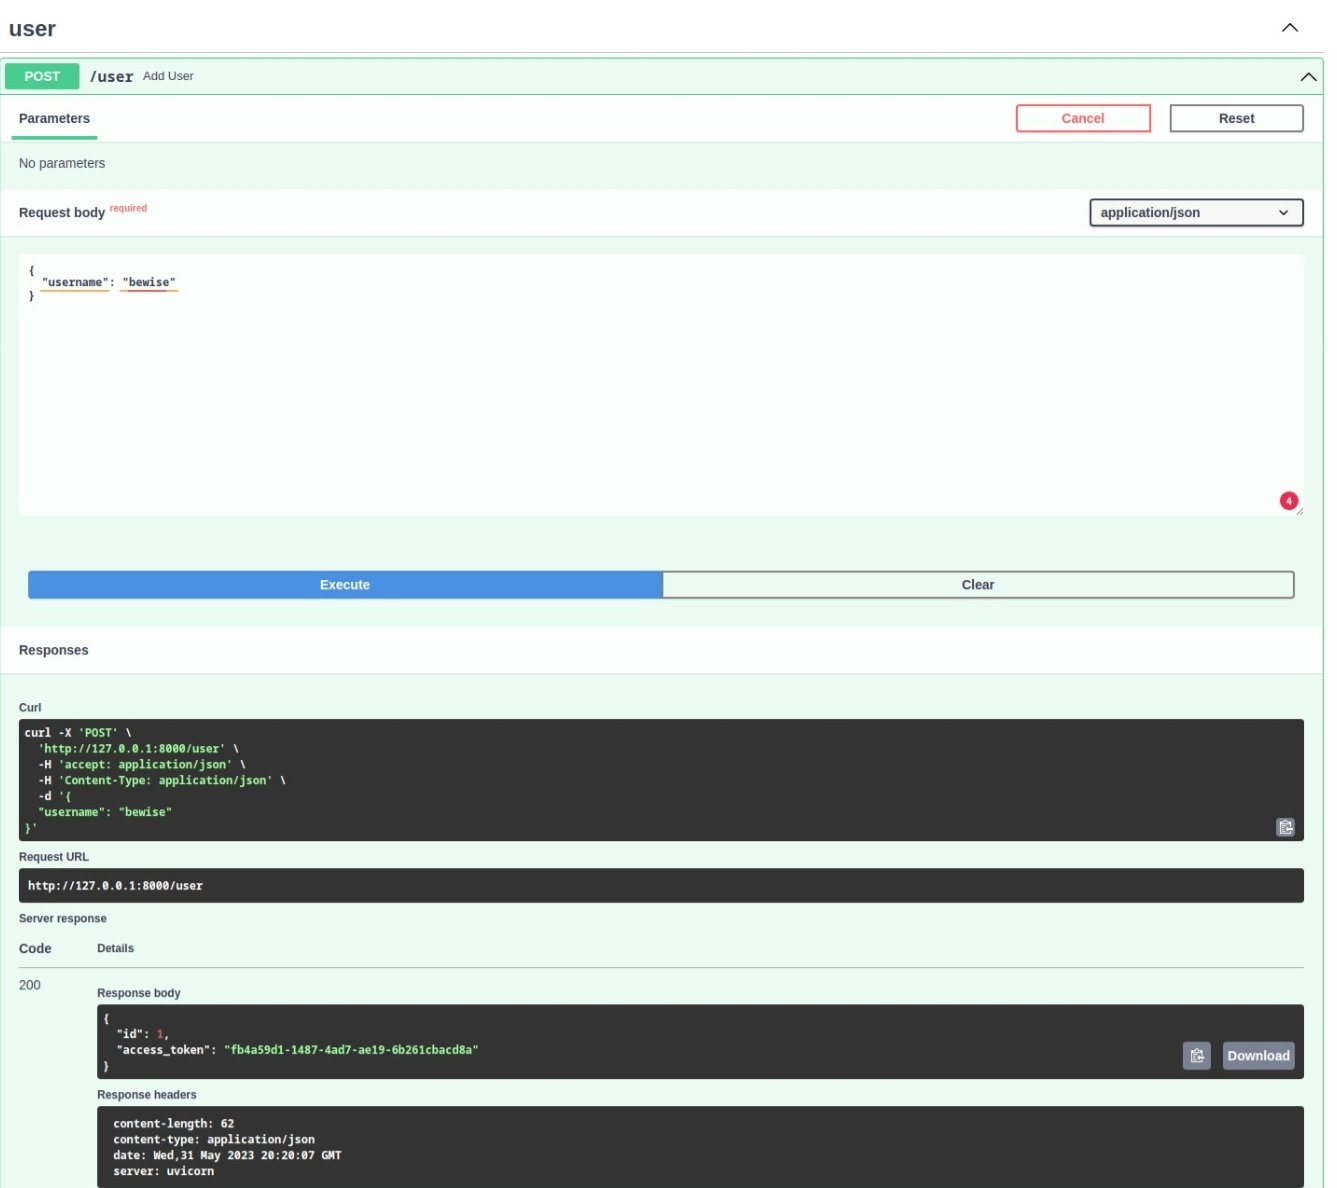 user
POST /user Add User
Parameters Cancel Reset
No parameters
Request body required application/json
{
"username": "bewise"
}
4
Execute Clear
Responses
Curl
curl -X 'POST' \
'http://127.0.0.1:8000/user' \
-H 'accept: application/json' \
-H 'Content-Type: application/json' \
-d '{
"username": "bewise"
}'
Request URL
http://127.0.0.1:8000/user
Server response
Code Details
200
Response body
{
"id": 1,
"access_token": "fb4a59d1-1487-4ad7-ae19-6b261cbacd8a"
}
Download
Response headers
content-length: 62
content-type: application/json
date: Wed,31 May 2023 20:20:07 GMT
server: uvicorn